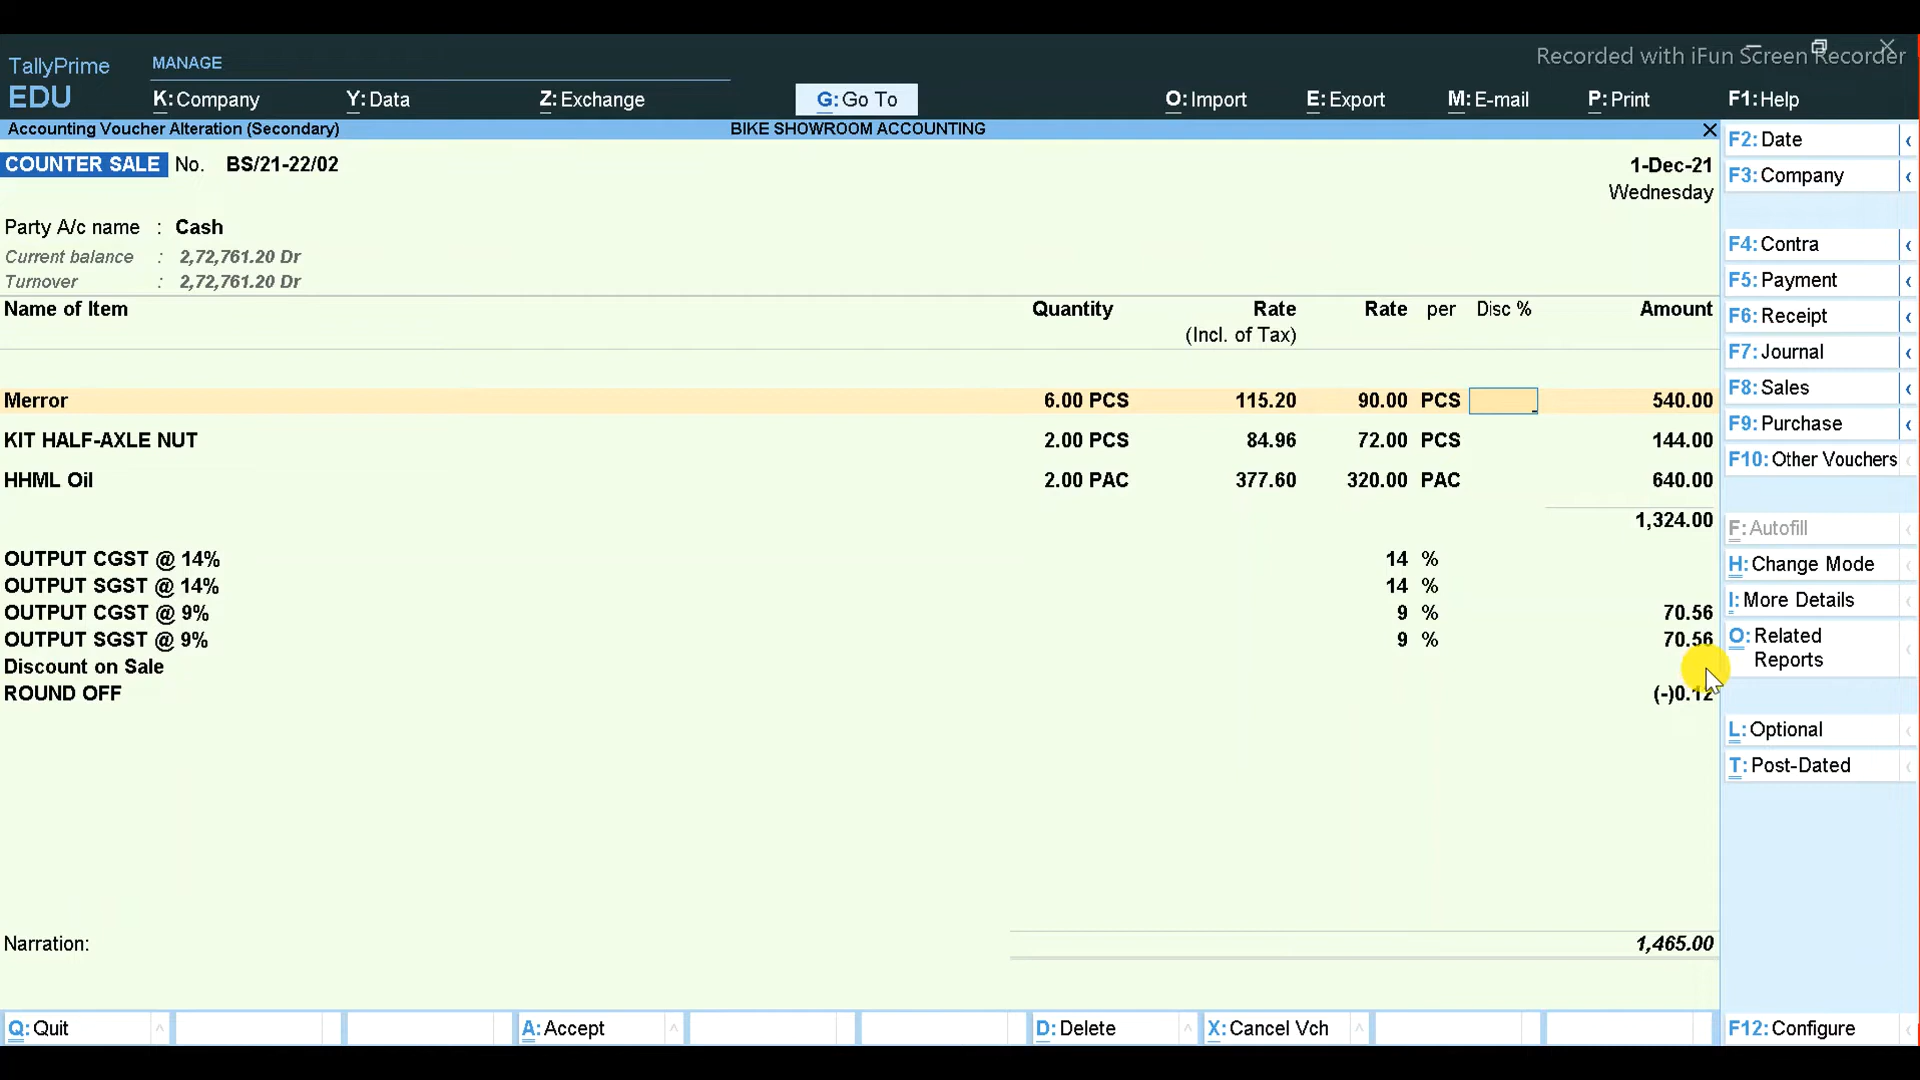 Recorded with iFun Screen Recorder
TallyPrime
EDU
MANAGE
K: Company
Y: Data
Z: Exchange
G: Go To
O: Import
E: Export
M: E-mail
P: Print
F1: Help
Accounting Voucher Alteration (Secondary)
BIKE SHOWROOM ACCOUNTING
COUNTER SALE No. BS/21-22/02
1-Dec-21
Wednesday
Party A/c name : Cash
Current balance : 2,72,761.20 Dr
Turnover : 2,72,761.20 Dr
Name of Item Quantity Rate Rate per Disc % Amount
(Incl. of Tax)
Merror 6.00 PCS 115.20 90.00 PCS 540.00
KIT HALF-AXLE NUT 2.00 PCS 84.96 72.00 PCS 144.00
HHML Oil 2.00 PAC 377.60 320.00 PAC 640.00
1,324.00
OUTPUT CGST @ 14% 14 %
OUTPUT SGST @ 14% 14 %
OUTPUT CGST @ 9% 9 % 70.56
OUTPUT SGST @ 9% 9 % 70.56
Discount on Sale
ROUND OFF (-)0.12
Narration: 1,465.00
F2: Date
F3: Company
F4: Contra
F5: Payment
F6: Receipt
F7: Journal
F8: Sales
F9: Purchase
F10: Other Vouchers
F: Autofill
H: Change Mode
I: More Details
O: Related
Reports
L: Optional
T: Post-Dated
Q: Quit
A: Accept
D: Delete
X: Cancel Vch
F12: Configure